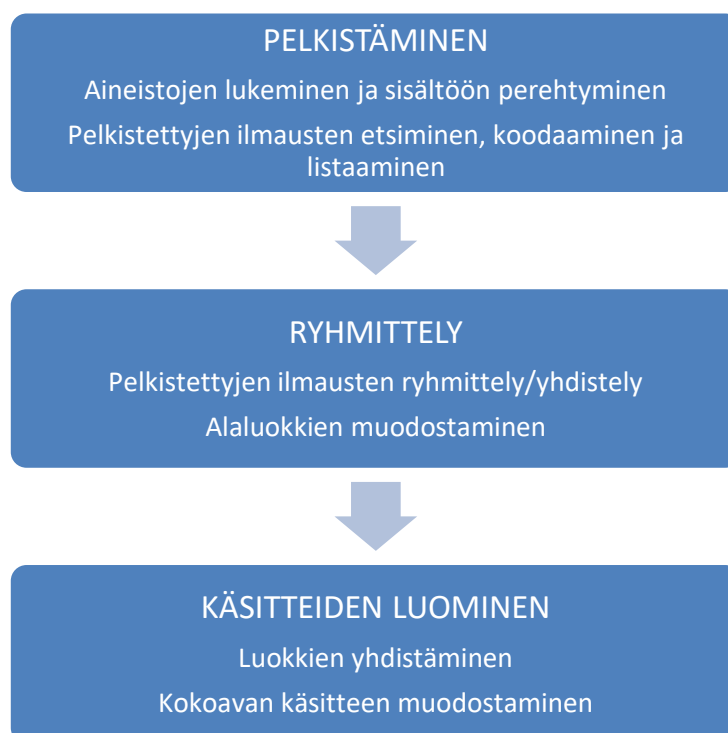 PELKISTÄMINEN
Aineistojen lukeminen ja sisältöön perehtyminen
Pelkistettyjen ilmausten etsiminen, koodaaminen ja
listaaminen
RYHMITTELY
Pelkistettyjen ilmausten ryhmittely/yhdistely
Alaluokkien muodostaminen
KÄSITTEIDEN LUOMINEN
Luokkien yhdistäminen
Kokoavan käsitteen muodostaminen